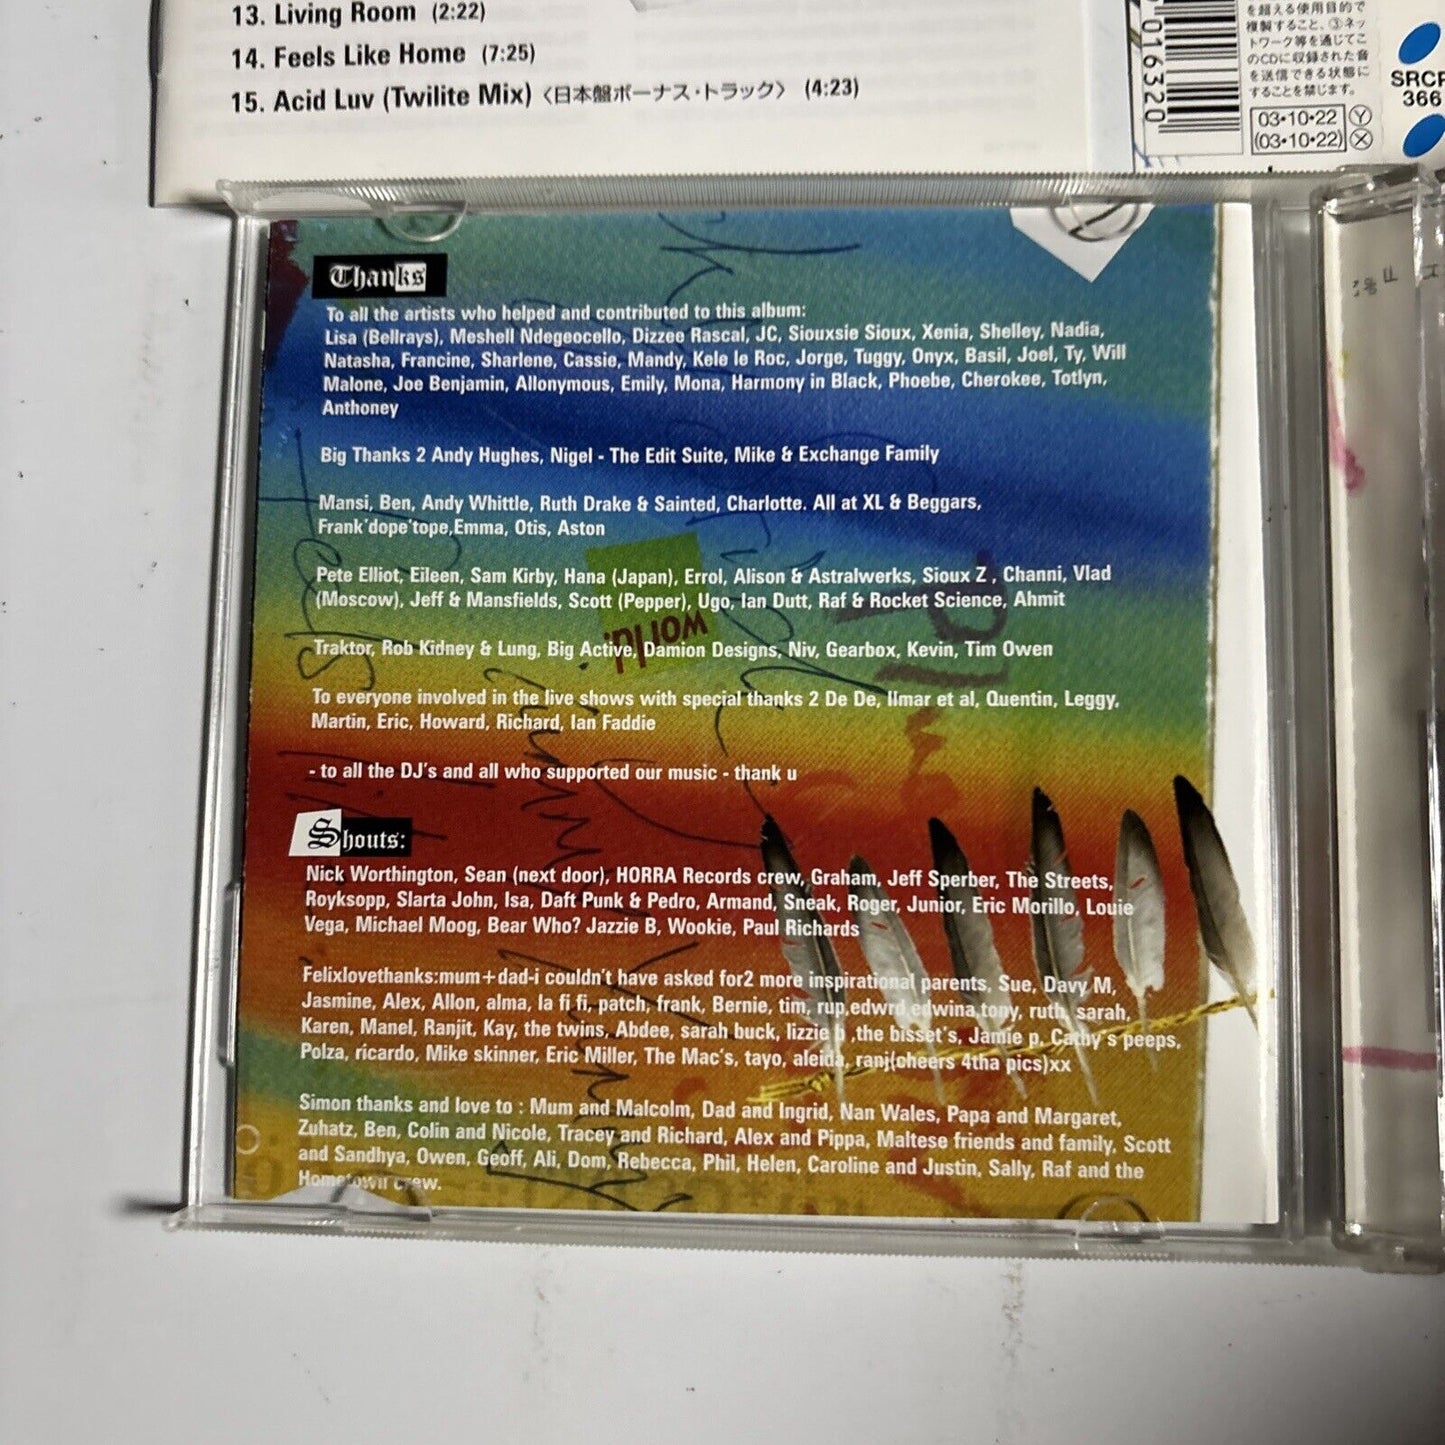 13. Living Room (2:22)
14. Feels Like Home (7:25)
15. Acid Luv (Twilite Mix)〈日本盤ボーナス・トラック〉 (4:23)
を超える使用目的で
複製すること、③ネッ
トワーク等を通じてこ
のCDに収録された音
を送信できる状態に
することを禁じます。
03•10•22 Ⓨ
(03•10•22) Ⓧ
016320
SRCP
366
Thanks
To all the artists who helped and contributed to this album:
Lisa (Bellrays), Meshell Ndegeocello, Dizzee Rascal, JC, Siouxsie Sioux, Xenia, Shelley, Nadia,
Natasha, Francine, Sharlene, Cassie, Mandy, Kele le Roc, Jorge, Tuggy, Onyx, Basil, Joel, Ty, Will
Malone, Joe Benjamin, Allonymous, Emily, Mona, Harmony in Black, Phoebe, Cherokee, Totlyn,
Anthoney
Big Thanks 2 Andy Hughes, Nigel - The Edit Suite, Mike & Exchange Family
Mansi, Ben, Andy Whittle, Ruth Drake & Sainted, Charlotte. All at XL & Beggars,
Frank'dope'tope,Emma, Otis, Aston
Pete Elliot, Eileen, Sam Kirby, Hana (Japan), Errol, Alison & Astralwerks, Sioux Z , Channi, Vlad
(Moscow), Jeff & Mansfields, Scott (Pepper), Ugo, Ian Dutt, Raf & Rocket Science, Ahmit
world.
Traktor, Rob Kidney & Lung, Big Active, Damion Designs, Niv, Gearbox, Kevin, Tim Owen
To everyone involved in the live shows with special thanks 2 De De, Ilmar et al, Quentin, Leggy,
Martin, Eric, Howard, Richard, Ian Faddie
- to all the DJ's and all who supported our music - thank u
Shouts:
Nick Worthington, Sean (next door), HORRA Records crew, Graham, Jeff Sperber, The Streets,
Royksopp, Slarta John, Isa, Daft Punk & Pedro, Armand, Sneak, Roger, Junior, Eric Morillo, Louie
Vega, Michael Moog, Bear Who? Jazzie B, Wookie, Paul Richards
Felixlovethanks:mum+dad-i couldn't have asked for2 more inspirational parents, Sue, Davy M,
Jasmine, Alex, Allon, alma, la fi fi, patch, frank, Bernie, tim, rup,edwrd,edwina,tony, ruth, sarah,
Karen, Manel, Ranjit, Kay, the twins, Abdee, sarah buck, lizzie b ,the bisset's, Jamie p. Cathy's peeps,
Polza, ricardo, Mike skinner, Eric Miller, The Mac's, tayo, aleida, ranj(cheers 4tha pics)xx
Simon thanks and love to : Mum and Malcolm, Dad and Ingrid, Nan Wales, Papa and Margaret,
Zuhatz, Ben, Colin and Nicole, Tracey and Richard, Alex and Pippa, Maltese friends and family, Scott
and Sandhya, Owen, Geoff, Ali, Dom, Rebecca, Phil, Helen, Caroline and Justin, Sally, Raf and the
Hometown crew.